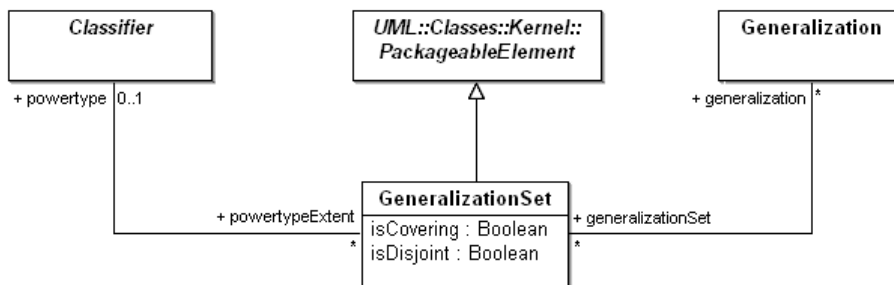 Classifier
UML::Classes::Kernel::
PackageableElement
Generalization
+ powertype
0..1
+ generalization
*
GeneralizationSet
+ powertypeExtent
*
isCovering : Boolean
isDisjoint : Boolean
+ generalizationSet
*